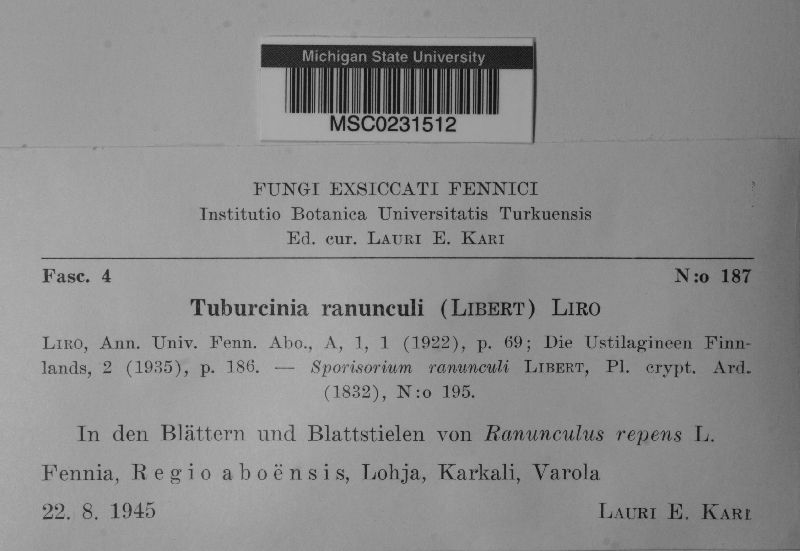 Michigan State University
MSC0231512
FUNGI EXSICCATI FENNICI
Institutio Botanica Universitatis Turkuensis
Ed. cur. LAURI E. KARI
Fasc. 4 N:o 187
Tuburcinia ranunculi (LIBERT) LIRO
LIRO, Ann. Univ. Fenn. Abo., A, 1, 1 (1922), p. 69; Die Ustilagineen Finn-
lands, 2 (1935), p. 186. — Sporisorium ranunculi LIBERT, Pl. crypt. Ard.
(1832), N:o 195.
In den Blättern und Blattstielen von Ranunculus repens L.
Fennia, Regio aboënsis, Lohja, Karkali, Varola
22. 8. 1945 LAURI E. KARI